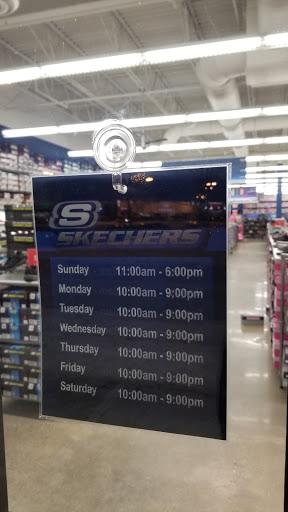 S
SKECHERS
Sunday 11:00am - 6:00pm
Monday 10:00am - 9:00pm
Tuesday 10:00am - 9:00pm
Wednesday 10:00am - 9:00pm
Thursday 10:00am - 9:00pm
Friday 10:00am - 9:00pm
Saturday 10:00am - 9:00pm